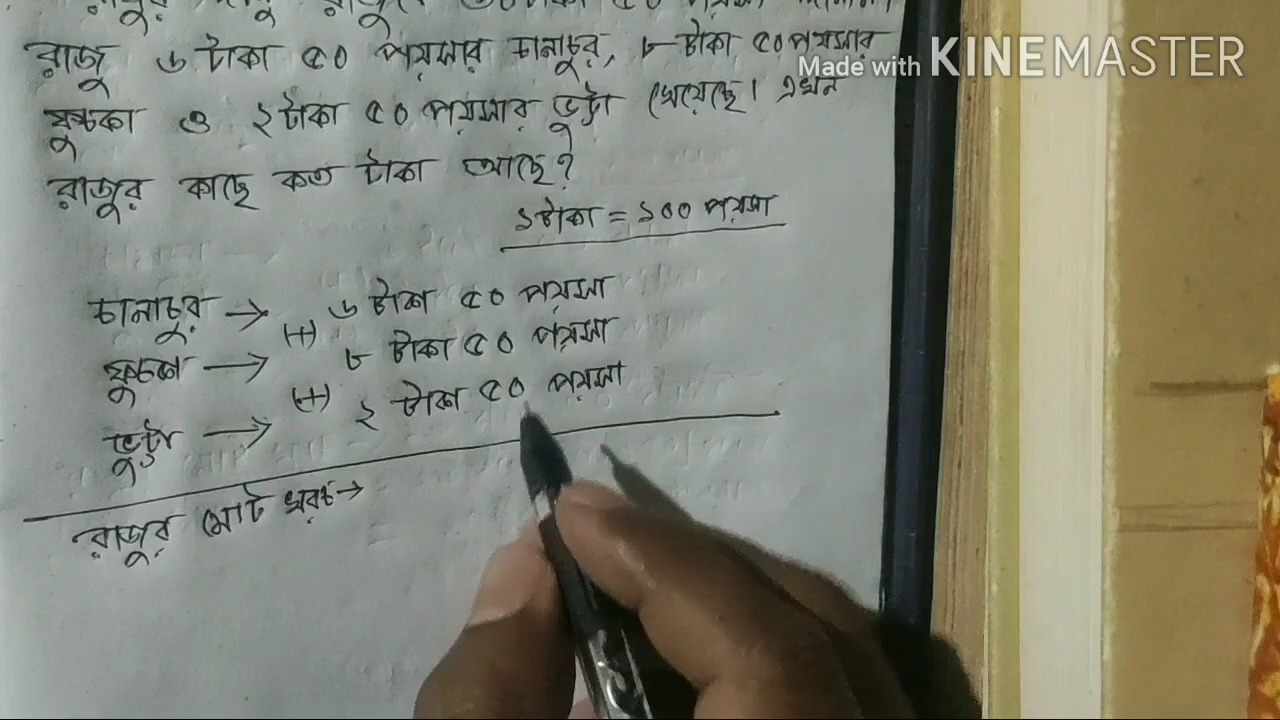 রাজু ৬ টাকা ৫০ পয়সার চানাচুর, ৮ টাকা ৫০ পয়সার
Made with KINEMASTER
ফুচকা ও ২ টাকা ৫০ পয়সার ভুট্টা খেয়েছে। এখন
রাজুর কাছে কত টাকা আছে?
১ টাকা = ১০০ পয়সা
চানাচুর → ৬ টাকা ৫০ পয়সা
(+)
ফুচকা → ৮ টাকা ৫০ পয়সা
(+)
ভুট্টা → ২ টাকা ৫০ পয়সা
রাজুর মোট খরচ →